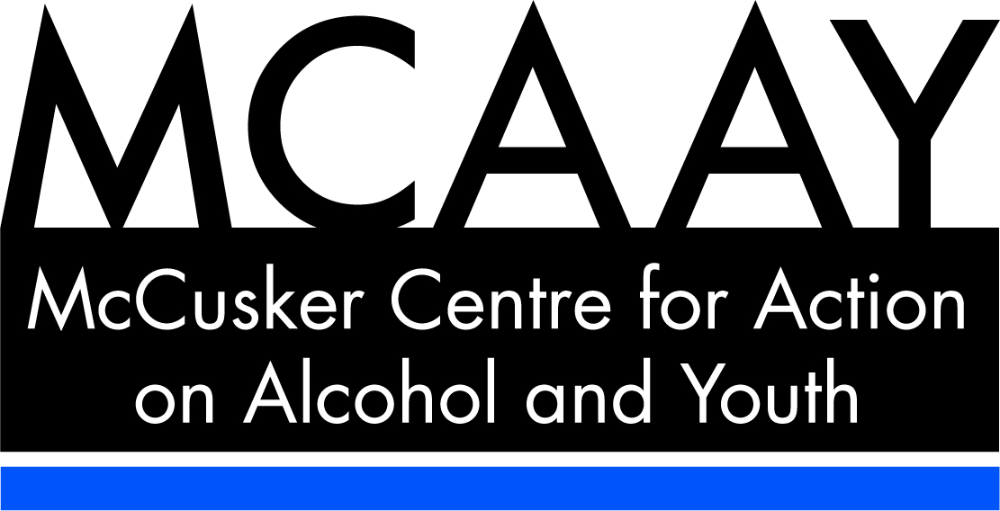 MCAAY
McCusker Centre for Action
on Alcohol and Youth